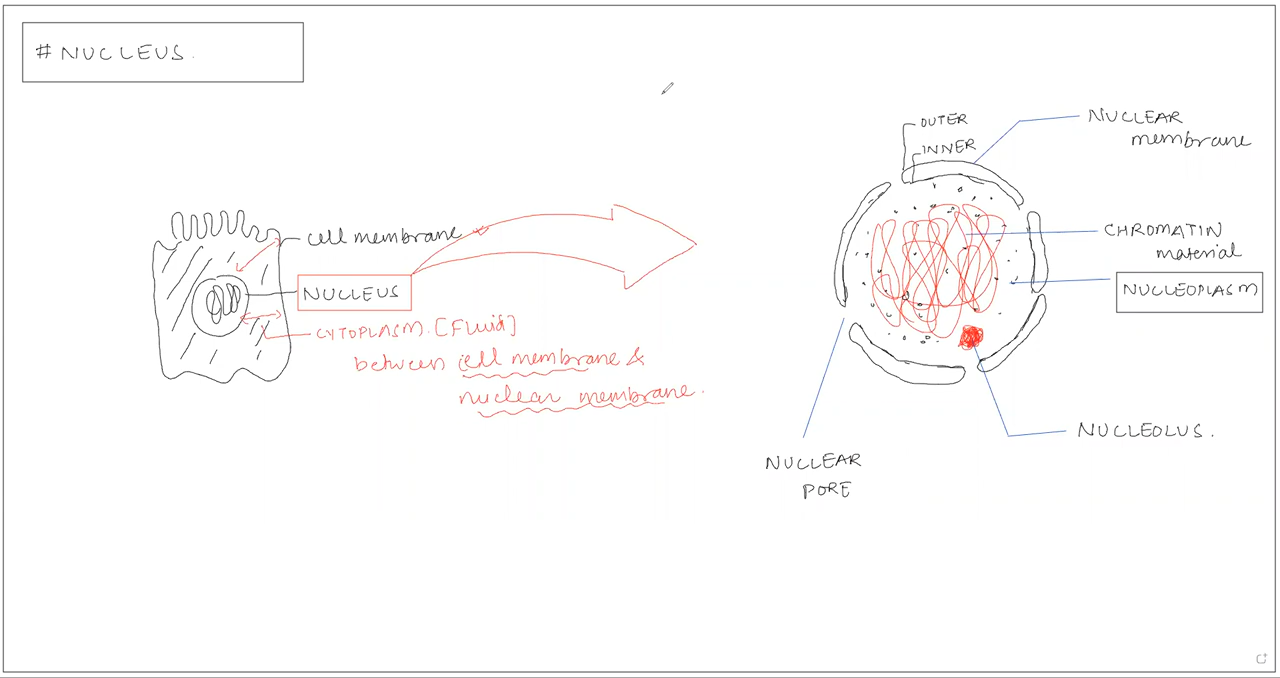 # NUCLEUS.
cell membrane
NUCLEUS
CYTOPLASM. [Fluid]
between cell membrane &
nuclear membrane.
OUTER
INNER
NUCLEAR
membrane
CHROMATIN
material
NUCLEOPLASM
NUCLEOLUS.
NUCLEAR
PORE